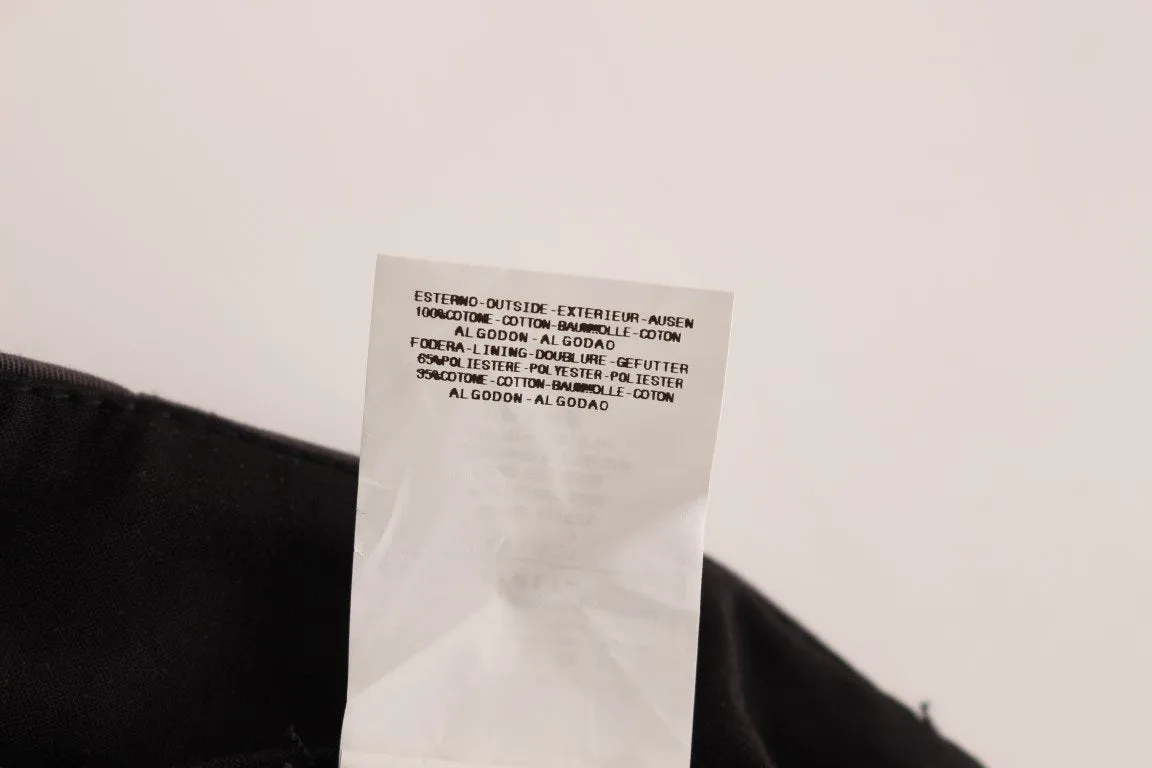 ESTERNO-OUTSIDE-EXTERIEUR-AUSEN
100%COTONE-COTTON-BAUMWOLLE-COTON
ALGODON-ALGODAO
FODERA-LINING-DOUBLURE-GEFUTTER
65%POLIESTERE-POLYESTER-POLIESTER
35%COTONE-COTTON-BAUMWOLLE-COTON
ALGODON-ALGODAO